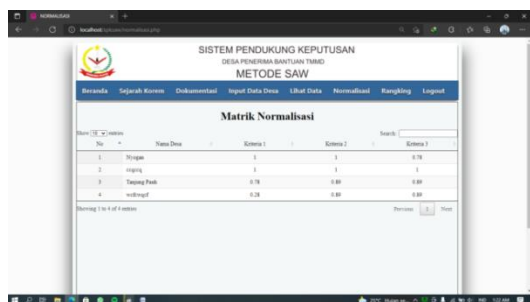 NORMALISASI
SISTEM PENDUKUNG KEPUTUSAN
DESA PENERIMA BANTUAN TMMD
METODE SAW
Beranda Sejarah Korem Dokumentasi Input Data Desa Lihat Data Normalisasi Rangking Logout
Matrik Normalisasi
Show 10 entries Search:
No Nama Desa Kriteria 1 Kriteria 2 Kriteria 3
1 Nyogan 1 1 0.78
2 1 1 1
3 Tanjung Pauh 0.78 0.89 0.89
4 0.28 0.89 0.89
Showing 1 to 4 of 4 entries Previous 1 Next
1:22 AM